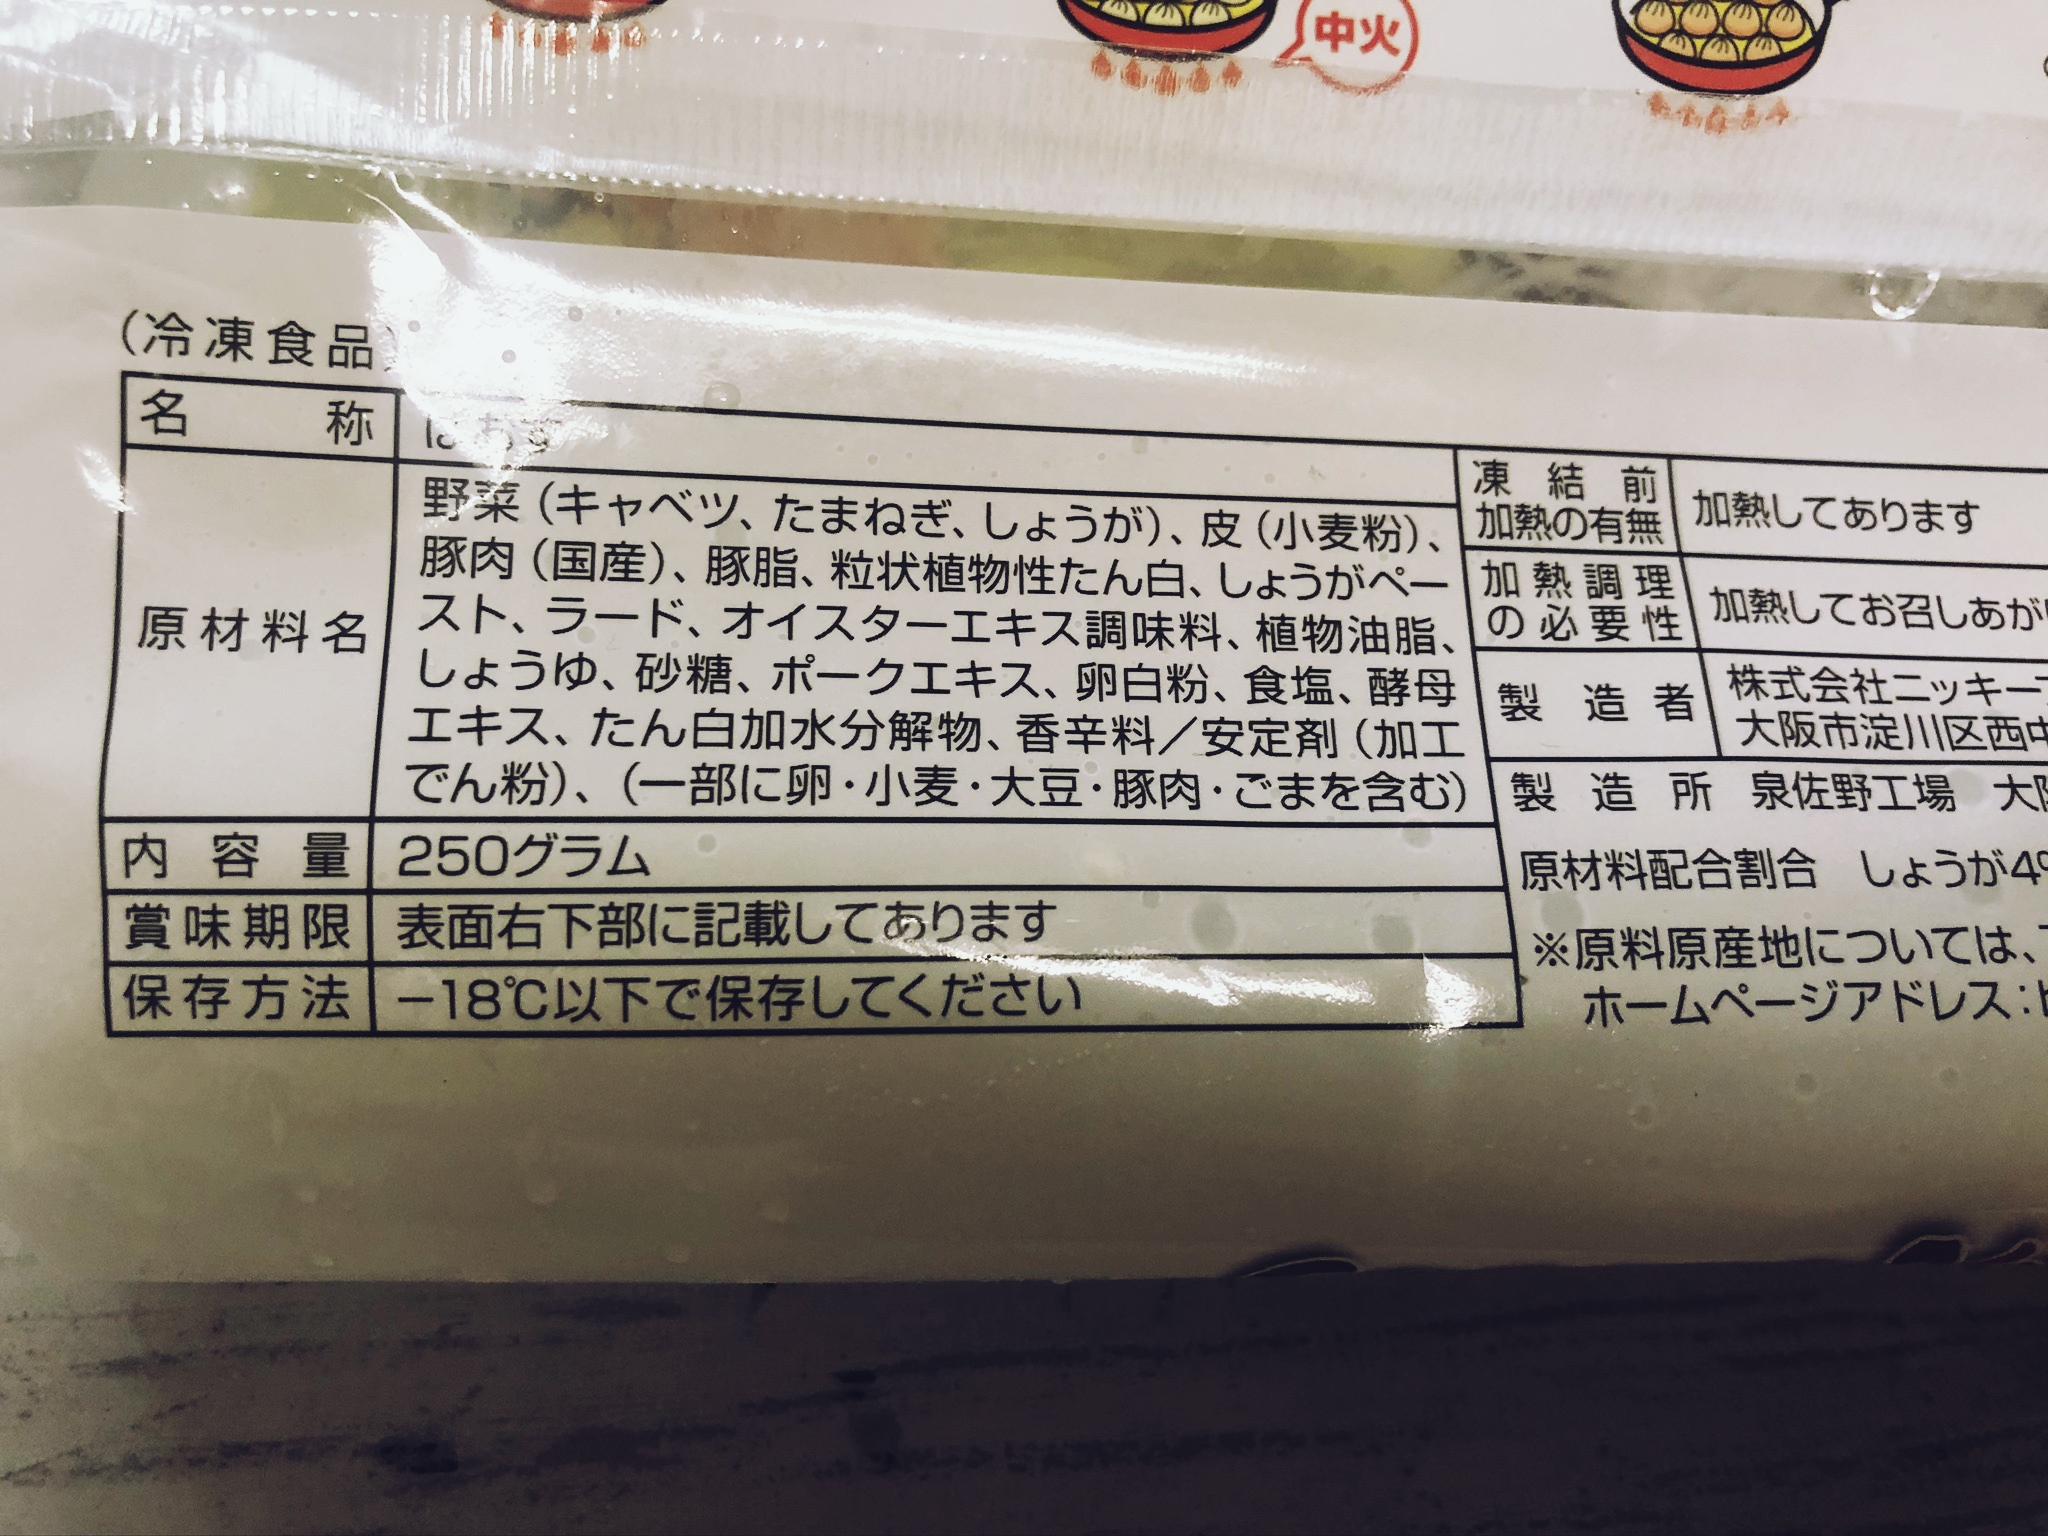 中火
(冷凍食品)
名称
原材料名
野菜(キャベツ、たまねぎ、しょうが)、皮(小麦粉)、
豚肉(国産)、豚脂、粒状植物性たん白、しょうがペー
スト、ラード、オイスターエキス調味料、植物油脂、
しょうゆ、砂糖、ポークエキス、卵白粉、食塩、酵母
エキス、たん白加水分解物、香辛料/安定剤(加工
でん粉)、(一部に卵・小麦・大豆・豚肉・ごまを含む)
内容量 250グラム
賞味期限 表面右下部に記載してあります
保存方法 −18℃以下で保存してください
凍結前
加熱の有無
加熱してあります
加熱調理
の必要性
加熱してお召しあが
製造者
株式会社ニッキー
大阪市淀川区西中
製造所 泉佐野工場 大
原材料配合割合 しょうが4
※原料原産地については、
ホームページアドレス: